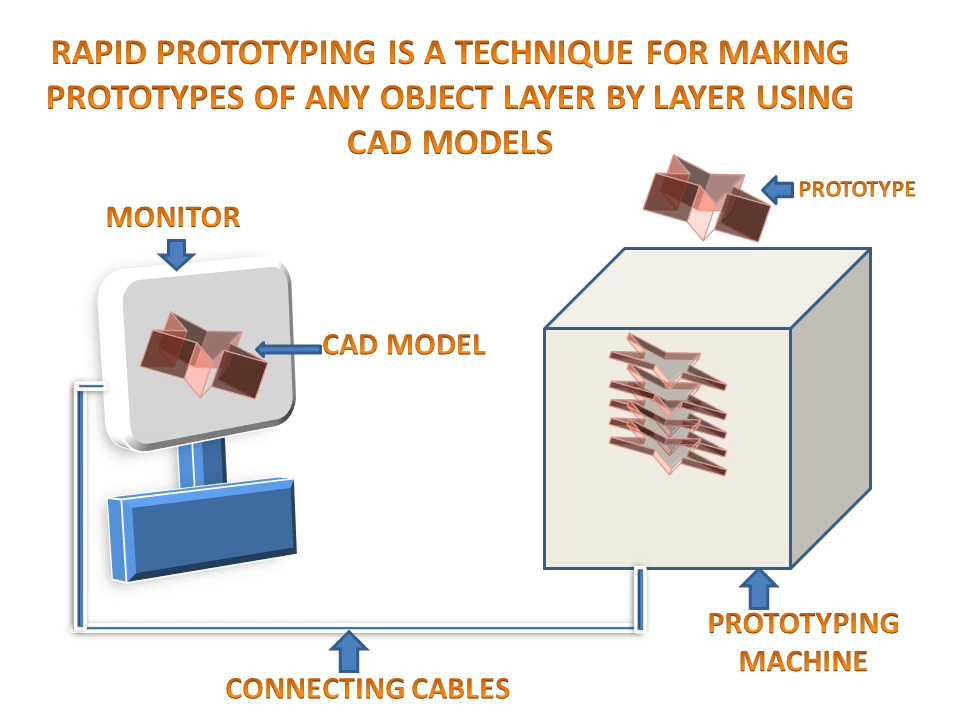 RAPID PROTOTYPING IS A TECHNIQUE FOR MAKING
PROTOTYPES OF ANY OBJECT LAYER BY LAYER USING
CAD MODELS
PROTOTYPE
MONITOR
CAD MODEL
PROTOTYPING
MACHINE
CONNECTING CABLES